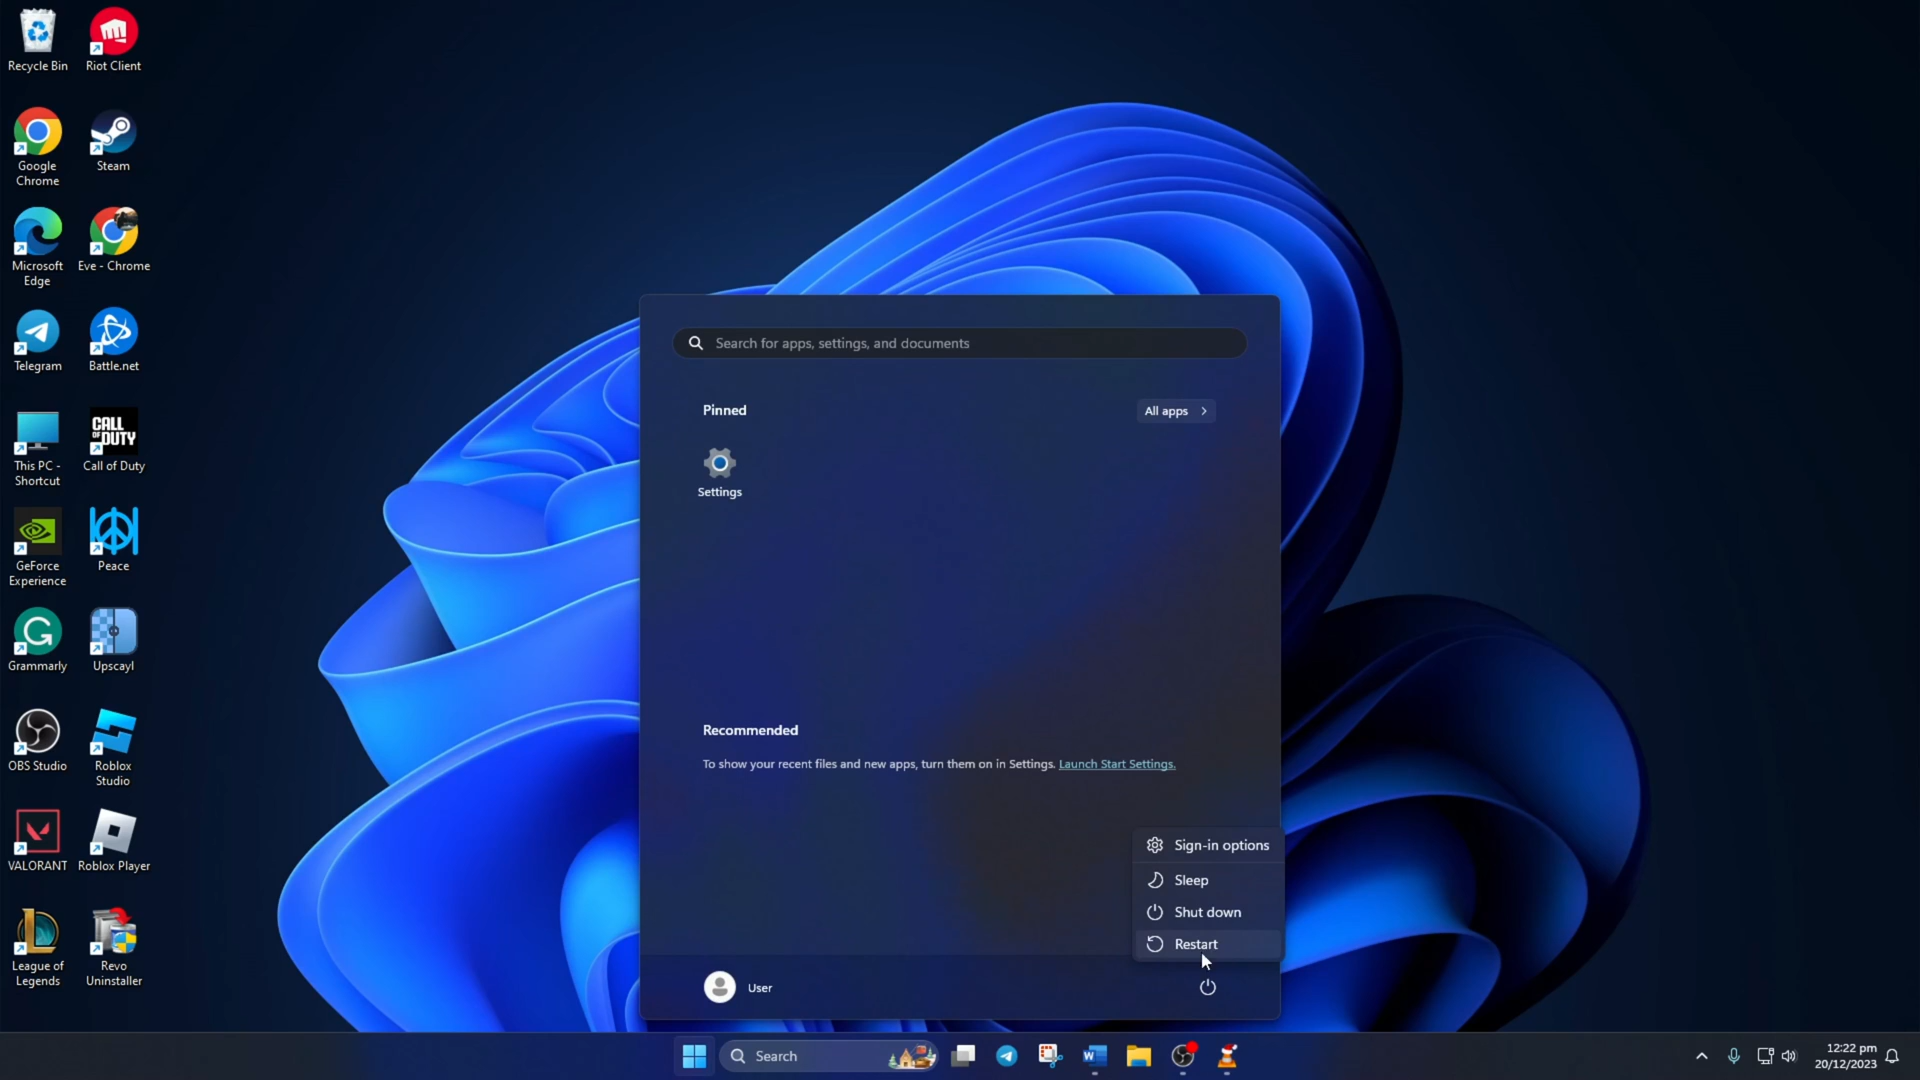 Recycle Bin
Riot Client
Google
Chrome
Steam
Microsoft
Edge
Eve - Chrome
Telegram
Battle.net
This PC -
Shortcut
CALL
OF DUTY
Call of Duty
GeForce
Experience
Peace
Grammarly
Upscayl
OBS Studio
Roblox
Studio
VALORANT
Roblox Player
League of
Legends
Revo
Uninstaller
Search for apps, settings, and documents
Pinned
All apps
Settings
Recommended
To show your recent files and new apps, turn them on in Settings. Launch Start Settings.
Sign-in options
Sleep
Shut down
Restart
User
Search
12:22 pm
20/12/2023